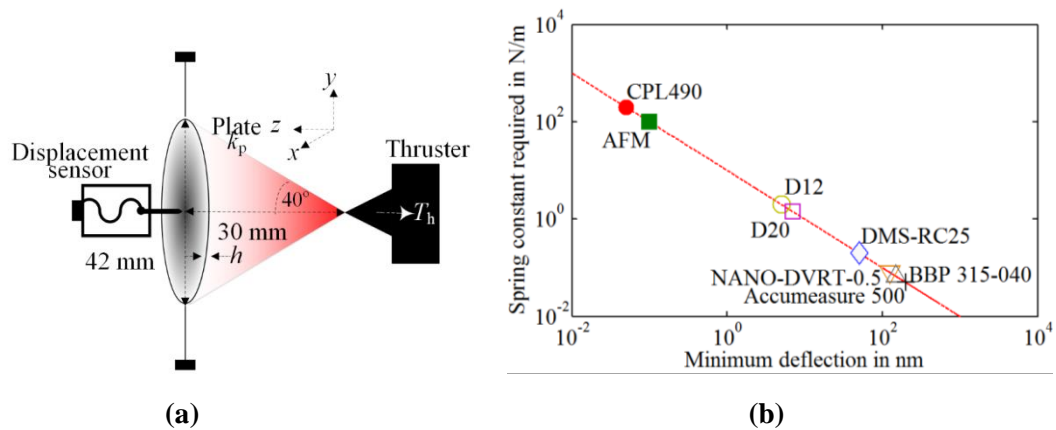 y
Plate
z
k_p
x
Displacement
sensor
Thruster
40°
T_h
30 mm
42 mm
h
(a)
Spring constant required in N/m
10^4
10^2
10^0
10^-2
CPL490
AFM
D12
D20
DMS-RC25
NANO-DVRT-0.5
BBP 315-040
Accumeasure 500
10^-2
10^0
10^2
10^4
Minimum deflection in nm
(b)